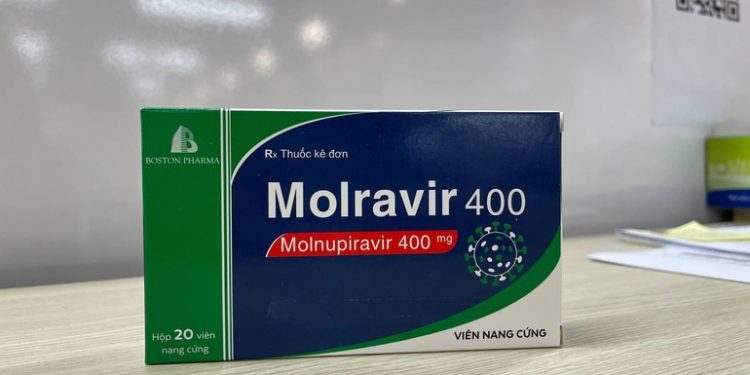 BOSTON PHARMA
Rx Thuốc kê đơn
Molravir 400
Molnupiravir 400 mg
Hộp 20 viên
nang cứng
VIÊN NANG CỨNG